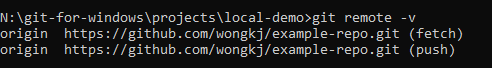 N:\git-for-windows\projects\local-demo>git remote -v
origin  https://github.com/wongkj/example-repo.git (fetch)
origin  https://github.com/wongkj/example-repo.git (push)